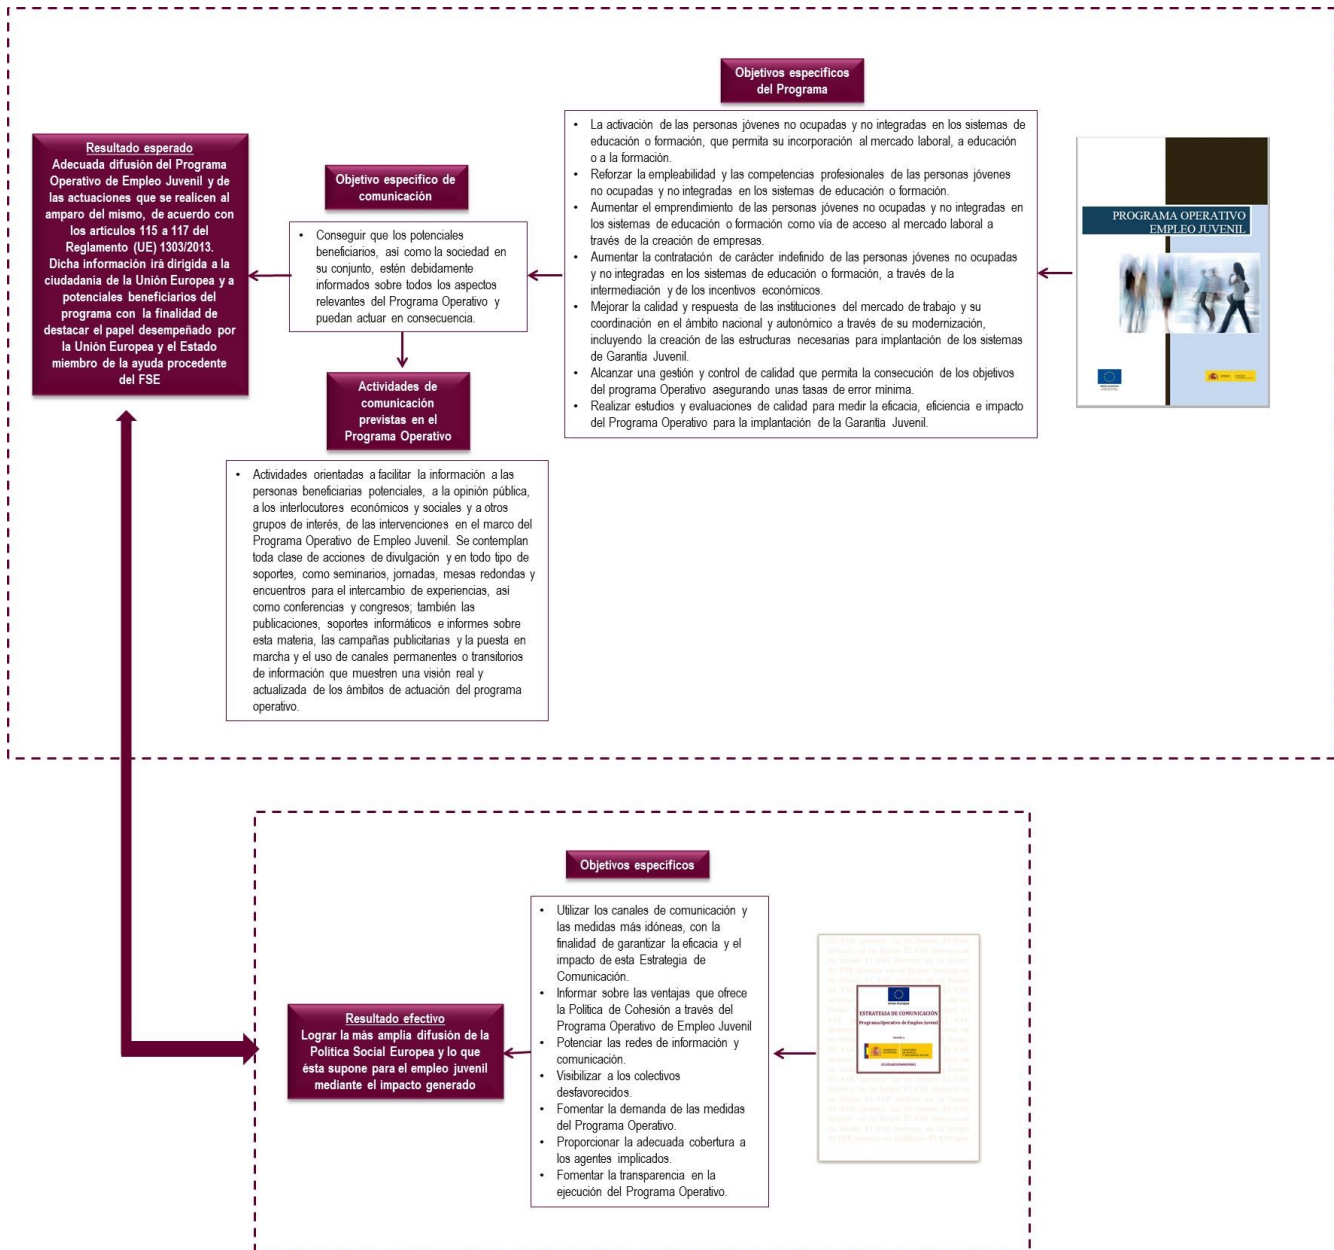 Objetivos especificos
del Programa
• La activación de las personas jóvenes no ocupadas y no integradas en los sistemas de
educación o formación, que permita su incorporación al mercado laboral, a educación
o a la formación.
• Reforzar la empleabilidad y las competencias profesionales de las personas jóvenes
no ocupadas y no integradas en los sistemas de educación o formación.
• Aumentar el emprendimiento de las personas jóvenes no ocupadas y no integradas en
los sistemas de educación o formación como vía de acceso al mercado laboral a
través de la creación de empresas.
• Aumentar la contratación de carácter indefinido de las personas jóvenes no ocupadas
y no integradas en los sistemas de educación o formación, a través de la
intermediación y de los incentivos económicos.
• Mejorar la calidad y respuesta de las instituciones del mercado de trabajo y su
coordinación en el ámbito nacional y autonómico a través de su modernización,
incluyendo la creación de las estructuras necesarias para implantación de los sistemas
de Garantía Juvenil.
• Alcanzar una gestión y control de calidad que permita la consecución de los objetivos
del programa Operativo asegurando unas tasas de error mínima.
• Realizar estudios y evaluaciones de calidad para medir la eficacia, eficiencia e impacto
del Programa Operativo para la implantación de la Garantía Juvenil.
PROGRAMA OPERATIVO
EMPLEO JUVENIL
Objetivo especifico de
comunicación
• Conseguir que los potenciales
beneficiarios, así como la sociedad en
su conjunto, estén debidamente
informados sobre todos los aspectos
relevantes del Programa Operativo y
puedan actuar en consecuencia.
Resultado esperado
Adecuada difusión del Programa
Operativo de Empleo Juvenil y de
las actuaciones que se realicen al
amparo del mismo, de acuerdo con
los artículos 115 a 117 del
Reglamento (UE) 1303/2013.
Dicha información irá dirigida a la
ciudadanía de la Unión Europea y a
potenciales beneficiarios del
programa con la finalidad de
destacar el papel desempeñado por
la Unión Europea y el Estado
miembro de la ayuda procedente
del FSE
Actividades de
comunicación
previstas en el
Programa Operativo
• Actividades orientadas a facilitar la información a las
personas beneficiarias potenciales, a la opinión pública,
a los interlocutores económicos y sociales y a otros
grupos de interés, de las intervenciones en el marco del
Programa Operativo de Empleo Juvenil. Se contemplan
toda clase de acciones de divulgación y en todo tipo de
soportes, como seminarios, jornadas, mesas redondas y
encuentros para el intercambio de experiencias, así
como conferencias y congresos; también las
publicaciones, soportes informáticos e informes sobre
esta materia, las campañas publicitarias y la puesta en
marcha y el uso de canales permanentes o transitorios
de información que muestren una visión real y
actualizada de los ámbitos de actuación del programa
operativo.
Objetivos especificos
• Utilizar los canales de comunicación y
las medidas más idóneas, con la
finalidad de garantizar la eficacia y el
impacto de esta Estrategia de
Comunicación.
• Informar sobre las ventajas que ofrece
la Política de Cohesión a través del
Programa Operativo de Empleo Juvenil
• Potenciar las redes de información y
comunicación.
• Visibilizar a los colectivos
desfavorecidos.
• Fomentar la demanda de las medidas
del Programa Operativo.
• Proporcionar la adecuada cobertura a
los agentes implicados.
• Fomentar la transparencia en la
ejecución del Programa Operativo.
Resultado efectivo
Lograr la más amplia difusión de la
Política Social Europea y lo que
ésta supone para el empleo juvenil
mediante el impacto generado
ESTRATEGIA DE COMUNICACIÓN
Programa Operativo de Empleo Juvenil